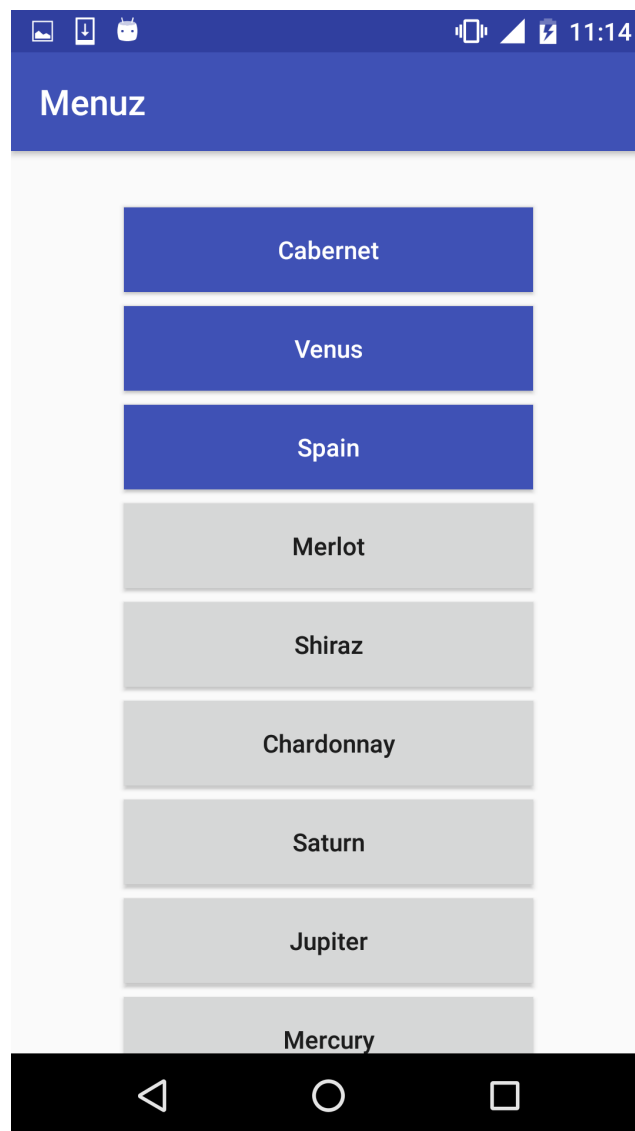 11:14
Menuz
Cabernet
Venus
Spain
Merlot
Shiraz
Chardonnay
Saturn
Jupiter
Mercury